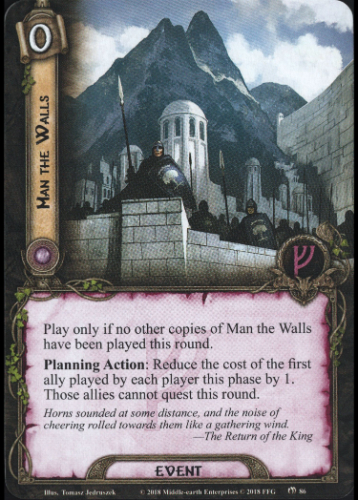 0
MAN THE WALLS
Play only if no other copies of Man the Walls
have been played this round.
Planning Action: Reduce the cost of the first
ally played by each player this phase by 1.
Those allies cannot quest this round.
Horns sounded at some distance, and the noise of
cheering rolled towards them like a gathering wind.
—The Return of the King
EVENT
Illus. Tomasz Jedruszek © 2018 Middle-earth Enterprises © 2018 FFG 86